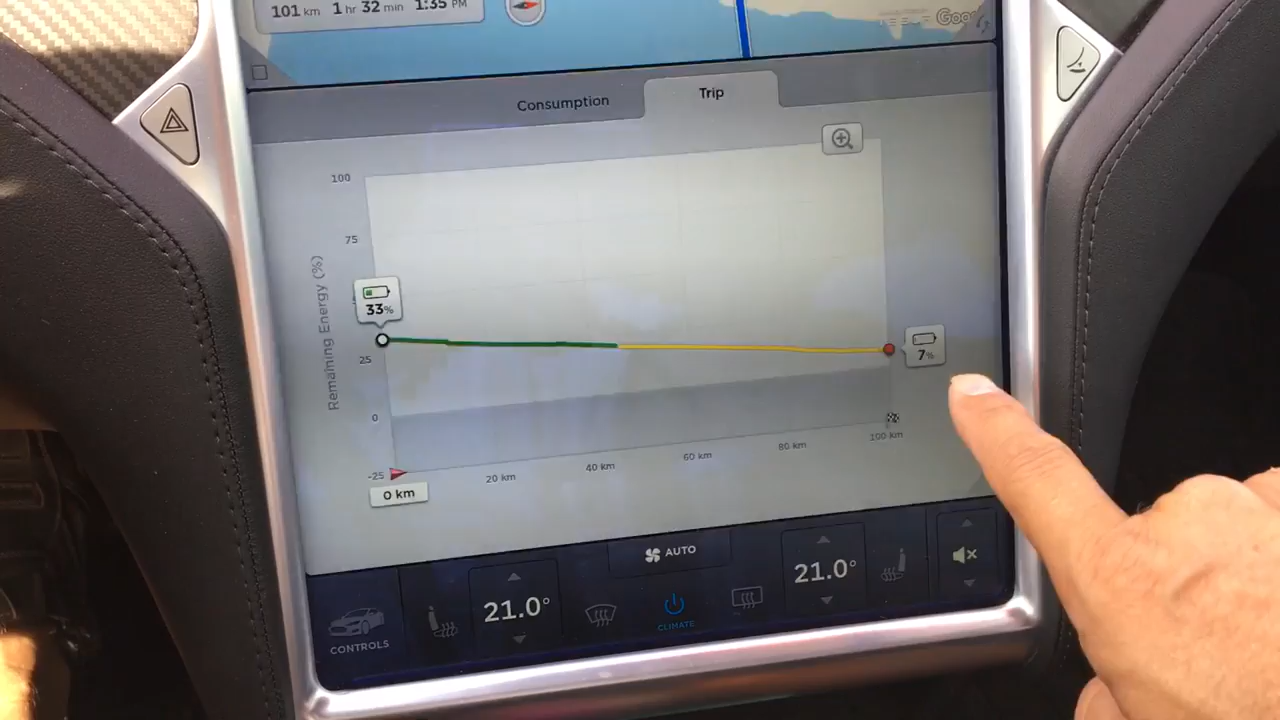 101 km 1 hr 32 min 1:35 PM
Consumption
Trip
100
75
Remaining Energy (%)
33%
25
7%
0
-25
0 km
20 km
40 km
60 km
80 km
100 km
AUTO
21.0°
21.0°
CLIMATE
CONTROLS